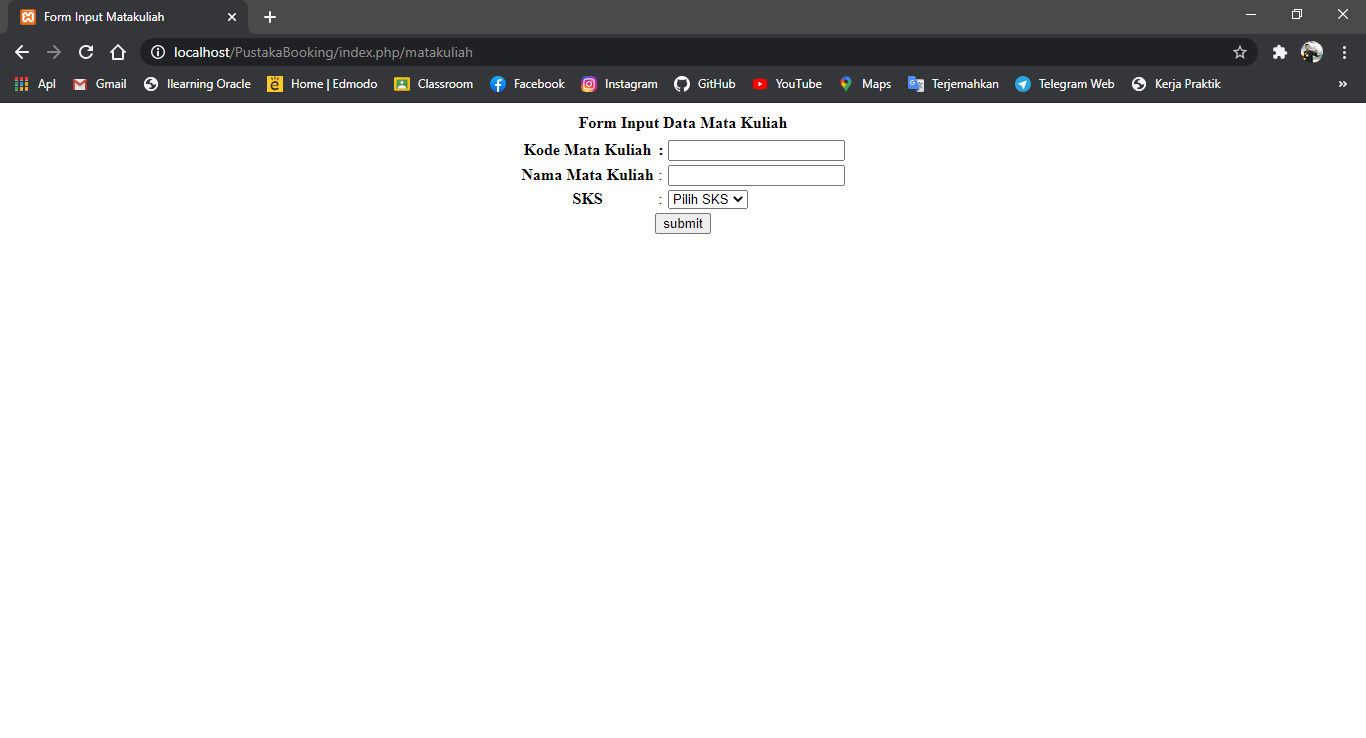 Form Input Matakuliah
localhost/PustakaBooking/index.php/matakuliah
Apl Gmail Ilearning Oracle Home | Edmodo Classroom Facebook Instagram GitHub YouTube Maps Terjemahkan Telegram Web Kerja Praktik »
Form Input Data Mata Kuliah
Kode Mata Kuliah :
Nama Mata Kuliah :
SKS : Pilih SKS
submit